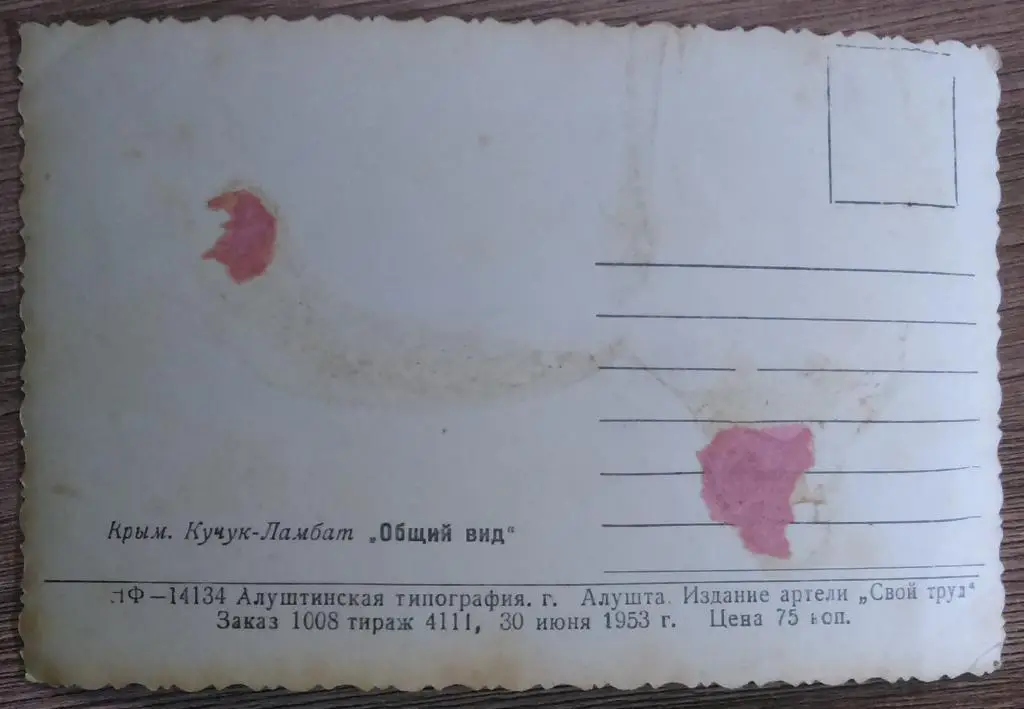 Крым. Кучук-Ламбат „Общий вид“
ЯФ—14134 Алуштинская типография. г. Алушта. Издание артели „Свой труд“
Заказ 1008 тираж 4111, 30 июня 1953 г. Цена 75 коп.